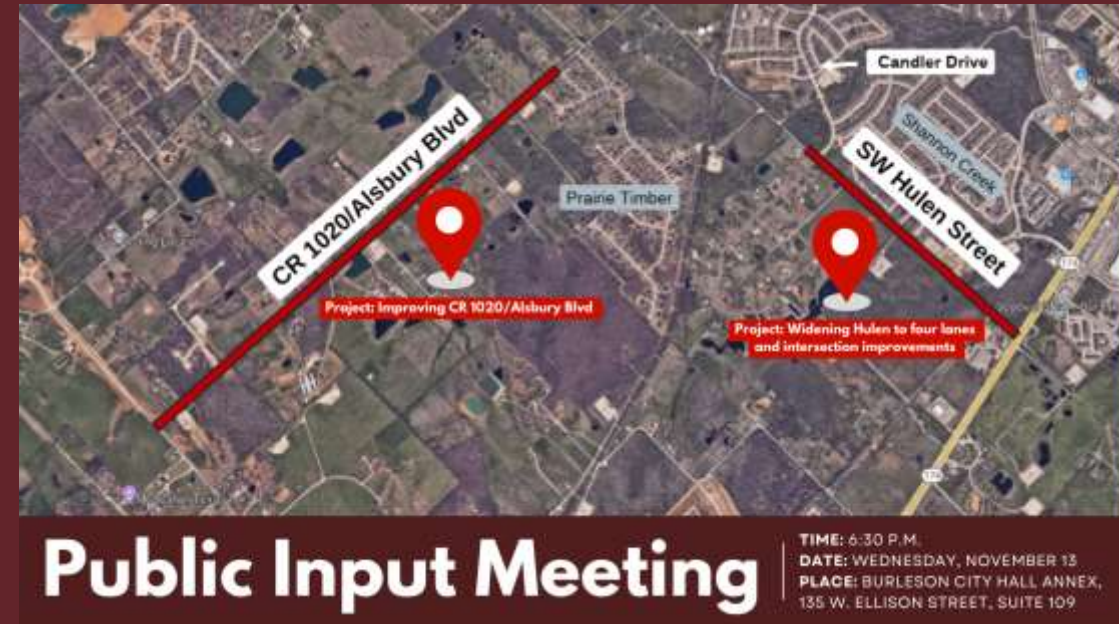 Candler Drive
CR 1020/Alsbury Blvd
Shannon Creek
SW Hulen Street
Prairie Timber
Project: Improving CR 1020/Alsbury Blvd
Project: Widening Hulen to four lanes
and intersection improvements
174
174
Public Input Meeting
TIME: 6:30 P.M.
DATE: WEDNESDAY, NOVEMBER 13
PLACE: BURLESON CITY HALL ANNEX,
135 W. ELLISON STREET, SUITE 109